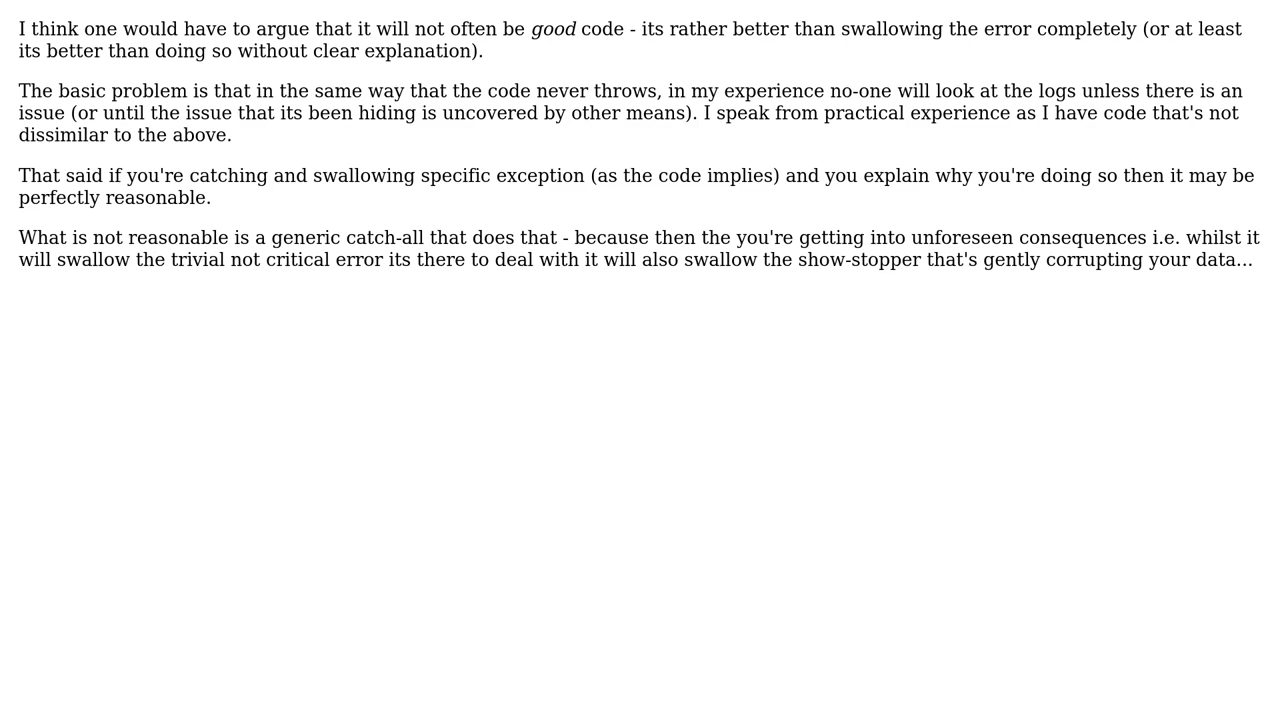 I think one would have to argue that it will not often be good code - its rather better than swallowing the error completely (or at least
its better than doing so without clear explanation).
The basic problem is that in the same way that the code never throws, in my experience no-one will look at the logs unless there is an
issue (or until the issue that its been hiding is uncovered by other means). I speak from practical experience as I have code that's not
dissimilar to the above.
That said if you're catching and swallowing specific exception (as the code implies) and you explain why you're doing so then it may be
perfectly reasonable.
What is not reasonable is a generic catch-all that does that - because then the you're getting into unforeseen consequences i.e. whilst it
will swallow the trivial not critical error its there to deal with it will also swallow the show-stopper that's gently corrupting your data...